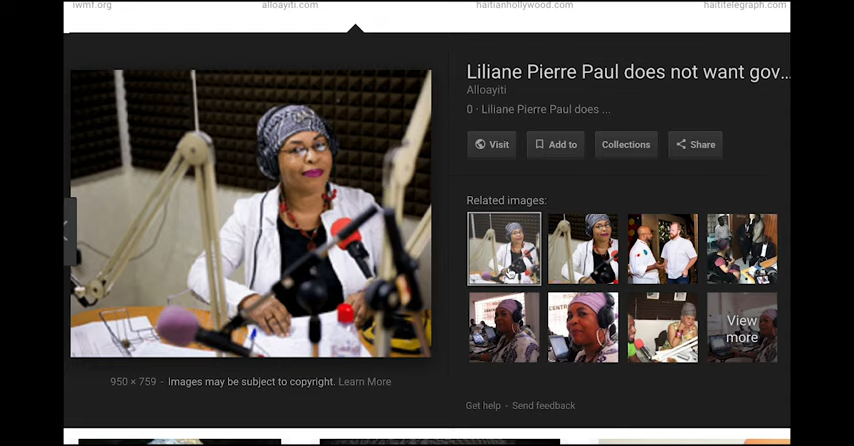 iwmf.org
alloayiti.com
haitianhollywood.com
haititelegraph.com
Liliane Pierre Paul does not want gov...
Alloayiti
0 · Liliane Pierre Paul does ...
Visit
Add to
Collections
Share
Related images:
View
more
950 × 759 - Images may be subject to copyright. Learn More
Get help - Send feedback